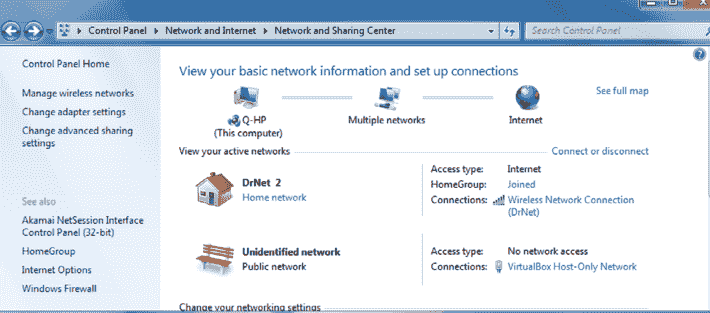 Control Panel Network and Internet Network and Sharing Center
Search Control Panel
Control Panel Home
Manage wireless networks
Change adapter settings
Change advanced sharing
settings
See also
Akamai NetSession Interface
Control Panel (32-bit)
HomeGroup
Internet Options
Windows Firewall
View your basic network information and set up connections
See full map
Q-HP
(This computer)
Multiple networks
Internet
View your active networks
Connect or disconnect
DrNet 2
Home network
Access type: Internet
HomeGroup: Joined
Connections: Wireless Network Connection
(DrNet)
Unidentified network
Public network
Access type: No network access
Connections: VirtualBox Host-Only Network
Change your networking settings